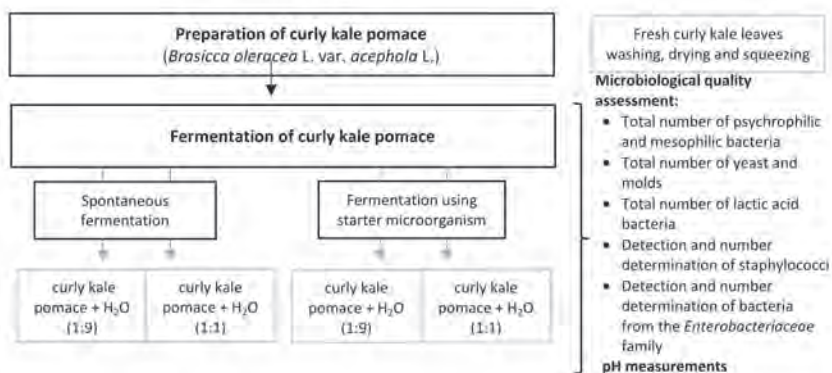 Preparation of curly kale pomace
(Brasicca oleracea L. var. acephola L.)
Fresh curly kale leaves
washing, drying and squeezing
Fermentation of curly kale pomace
Spontaneous
fermentation
Fermentation using
starter microorganism
curly kale
pomace + H₂O
(1:9)
curly kale
pomace + H₂O
(1:1)
curly kale
pomace + H₂O
(1:9)
curly kale
pomace + H₂O
(1:1)
Microbiological quality
assessment:
• Total number of psychrophilic
and mesophilic bacteria
• Total number of yeast and
molds
• Total number of lactic acid
bacteria
• Detection and number
determination of staphylococci
• Detection and number
determination of bacteria
from the Enterobacteriaceae
family
pH measurements